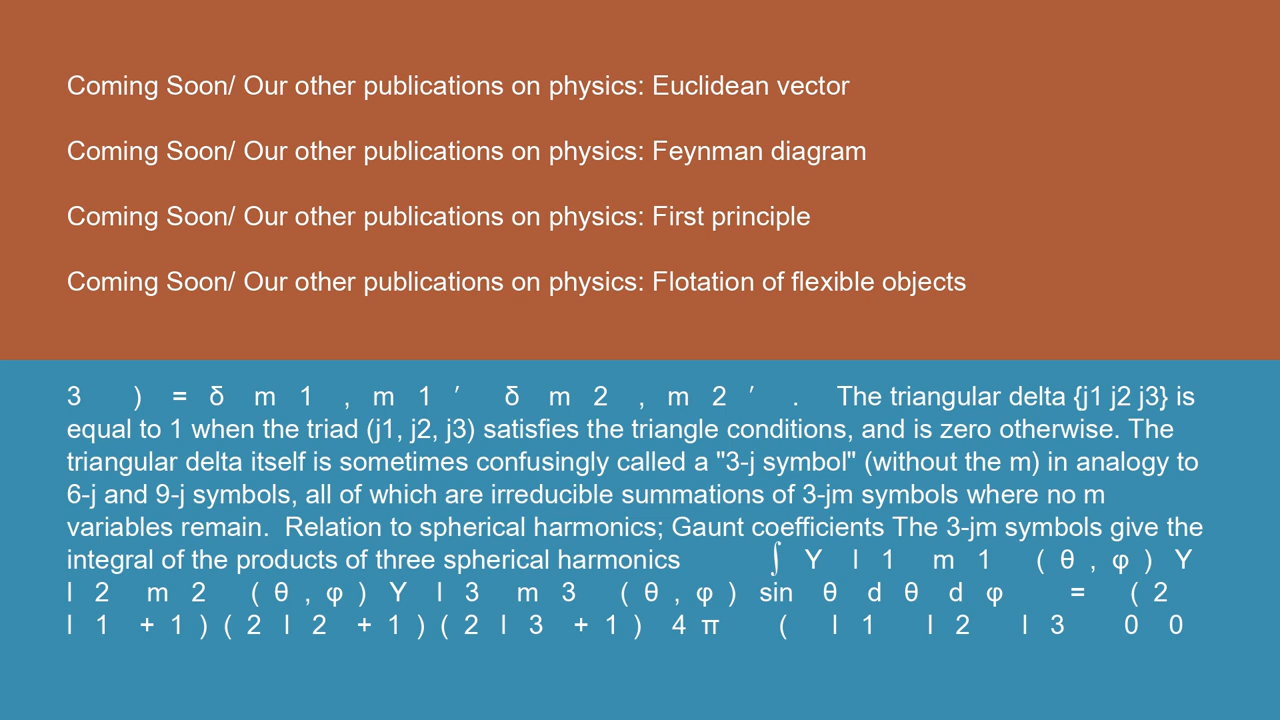 Coming Soon/ Our other publications on physics: Euclidean vector
Coming Soon/ Our other publications on physics: Feynman diagram
Coming Soon/ Our other publications on physics: First principle
Coming Soon/ Our other publications on physics: Flotation of flexible objects
3 ) = δ m 1 , m 1 ′ δ m 2 , m 2 ′ . The triangular delta {j1 j2 j3} is
equal to 1 when the triad (j1, j2, j3) satisfies the triangle conditions, and is zero otherwise. The
triangular delta itself is sometimes confusingly called a "3-j symbol" (without the m) in analogy to
6-j and 9-j symbols, all of which are irreducible summations of 3-jm symbols where no m
variables remain. Relation to spherical harmonics; Gaunt coefficients The 3-jm symbols give the
integral of the products of three spherical harmonics ∫ Y l 1 m 1 ( θ , φ ) Y
l 2 m 2 ( θ , φ ) Y l 3 m 3 ( θ , φ ) sin θ d θ d φ = ( 2
l 1 + 1 ) ( 2 l 2 + 1 ) ( 2 l 3 + 1 ) 4 π ( l 1 l 2 l 3 0 0